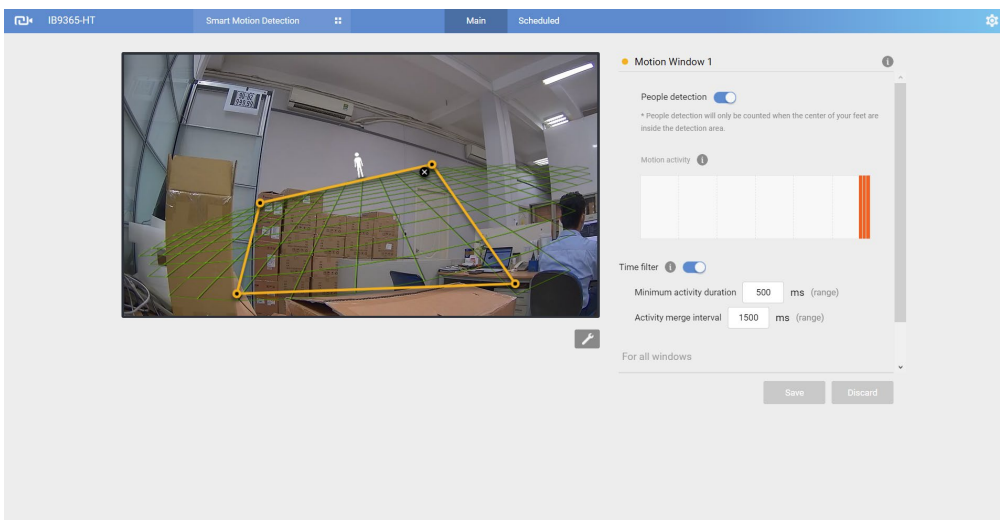 IB9365-HT
Smart Motion Detection
Main
Scheduled
Motion Window 1
People detection
* People detection will only be counted when the center of your feet are
inside the detection area.
Motion activity
Time filter
Minimum activity duration 500 ms (range)
Activity merge interval 1500 ms (range)
For all windows
Save
Discard